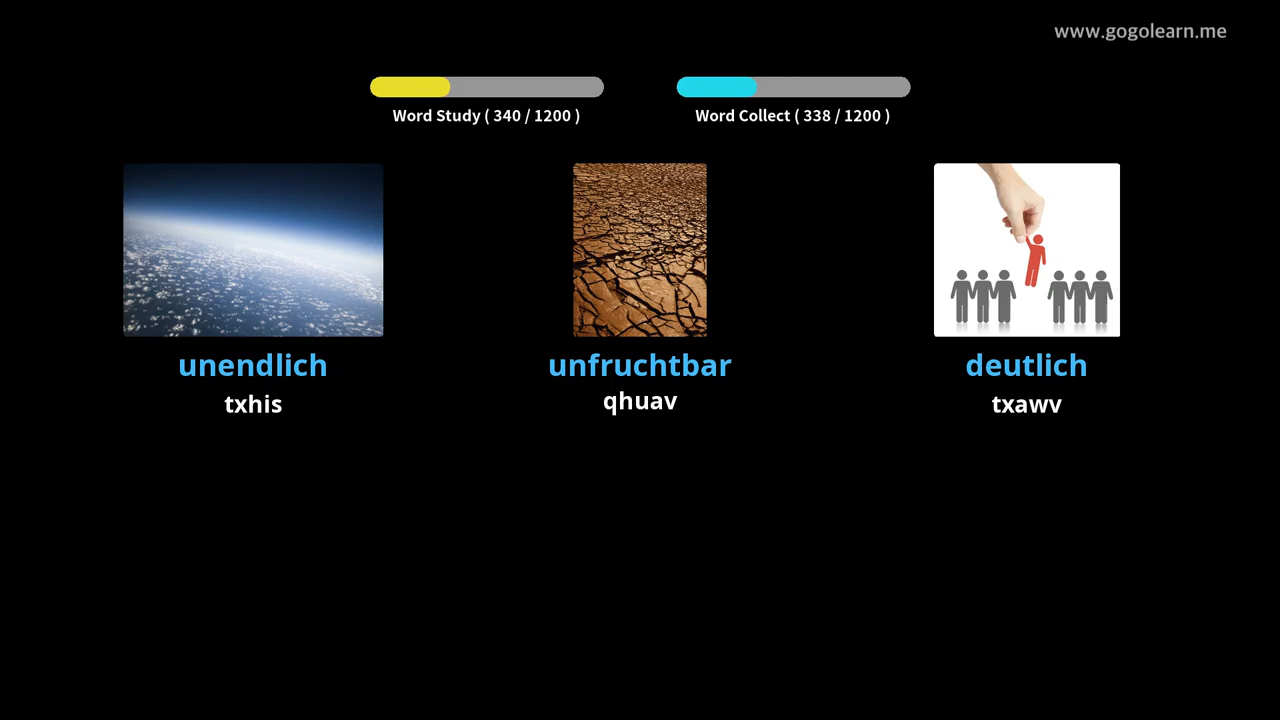 www.gogolearn.me
Word Study ( 340 / 1200 )
Word Collect ( 338 / 1200 )
unendlich
txhis
unfruchtbar
qhuav
deutlich
txawv